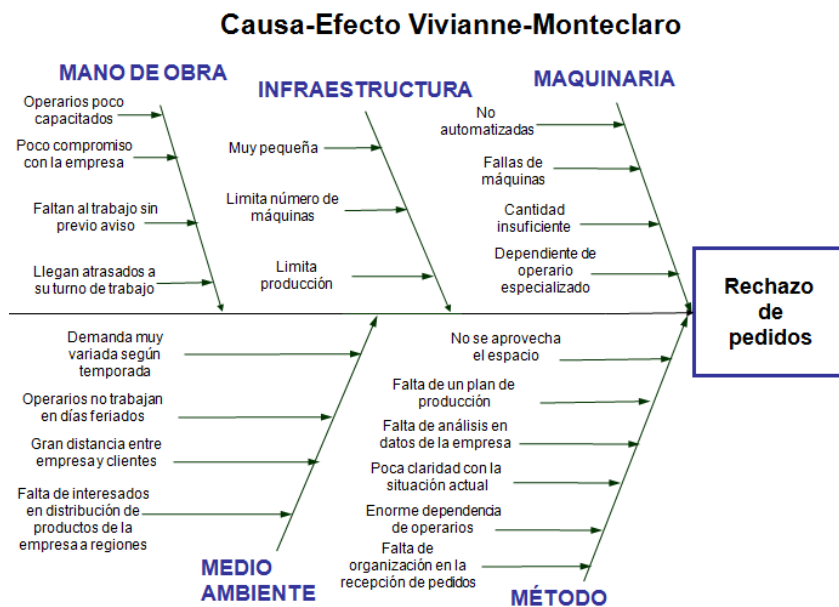 Causa-Efecto Vivianne-Monteclaro
MANO DE OBRA
Operarios poco
capacitados
Poco compromiso
con la empresa
Faltan al trabajo sin
previo aviso
Llegan atrasados a
su turno de trabajo
INFRAESTRUCTURA
Muy pequeña
Limita número de
máquinas
Limita
producción
MAQUINARIA
No
automatizadas
Fallas de
máquinas
Cantidad
insuficiente
Dependiente de
operario
especializado
Rechazo
de
pedidos
Demanda muy
variada según
temporada
Operarios no trabajan
en días feriados
Gran distancia entre
empresa y clientes
Falta de interesados
en distribución de
productos de la
empresa a regiones
MEDIO
AMBIENTE
No se aprovecha
el espacio
Falta de un plan de
producción
Falta de análisis en
datos de la empresa
Poca claridad con la
situación actual
Enorme dependencia
de operarios
Falta de
organización en la
recepción de pedidos
MÉTODO